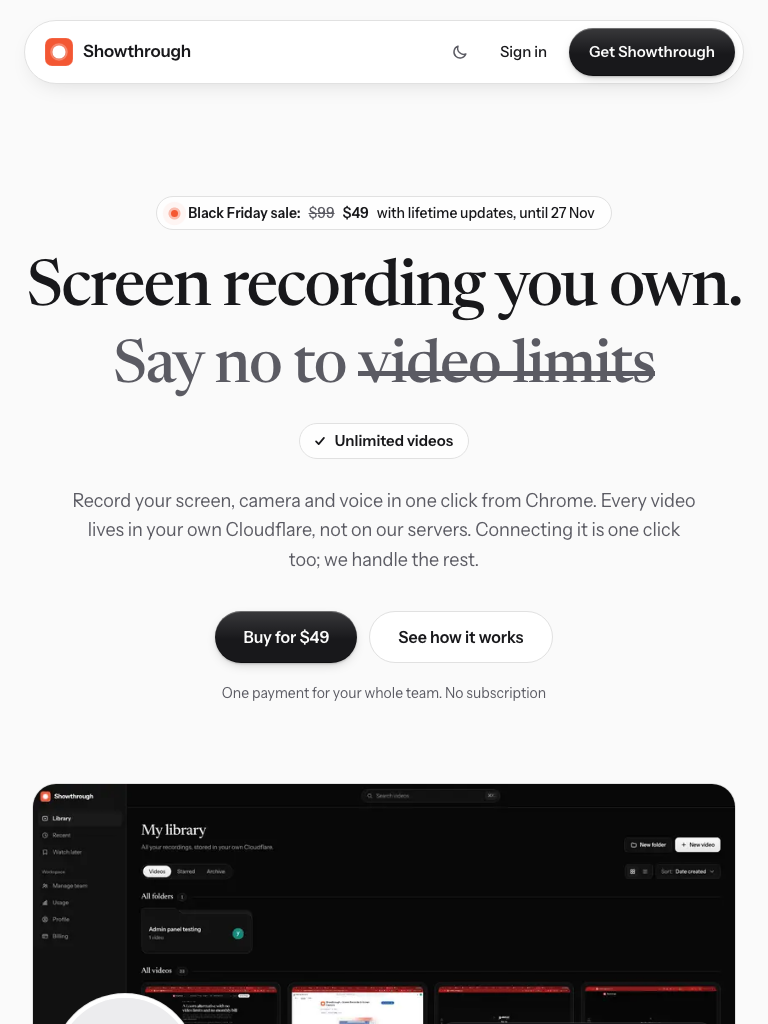 Showthrough
Sign in
Get Showthrough
Black Friday sale: $99 $49 with lifetime updates, until 27 Nov
Screen recording you own.
Say no to video limits
Unlimited videos
Record your screen, camera and voice in one click from Chrome. Every video
lives in your own Cloudflare, not on our servers. Connecting it is one click
too; we handle the rest.
Buy for $49
See how it works
One payment for your whole team. No subscription
Showthrough
Search videos
Library
Recent
Watch later
Workspace
Manage team
Usage
Profile
Billing
My library
All your recordings, stored in your own Cloudflare.
New folder
New video
Videos
Starred
Archive
Sort: Date created
All folders 1
Admin panel testing
1 video
All videos